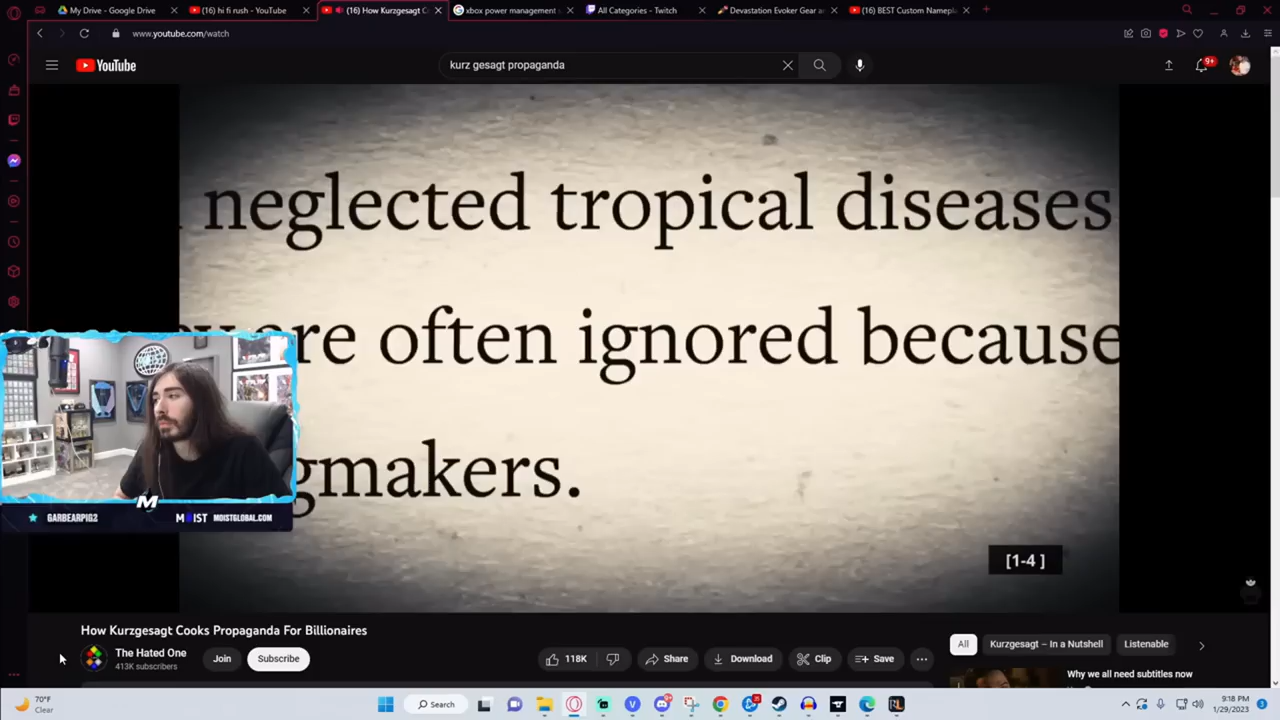 My Drive - Google Drive
(16) hi fi rush - YouTube
(16) How Kurzgesagt C
xbox power management s
All Categories - Twitch
Devastation Evoker Gear a
(16) BEST Custom Namepl
www.youtube.com/watch
YouTube
kurz gesagt propaganda
9+
neglected tropical diseases
are often ignored because
gmakers.
[1-4 ]
M
GARBEARPIG2
MOIST MOISTGLOBAL.COM
How Kurzgesagt Cooks Propaganda For Billionaires
The Hated One
413K subscribers
Join
Subscribe
118K
Share
Download
Clip
Save
All
Kurzgesagt – In a Nutshell
Listenable
Why we all need subtitles now
70°F
Clear
Search
9:18 PM
1/29/2023